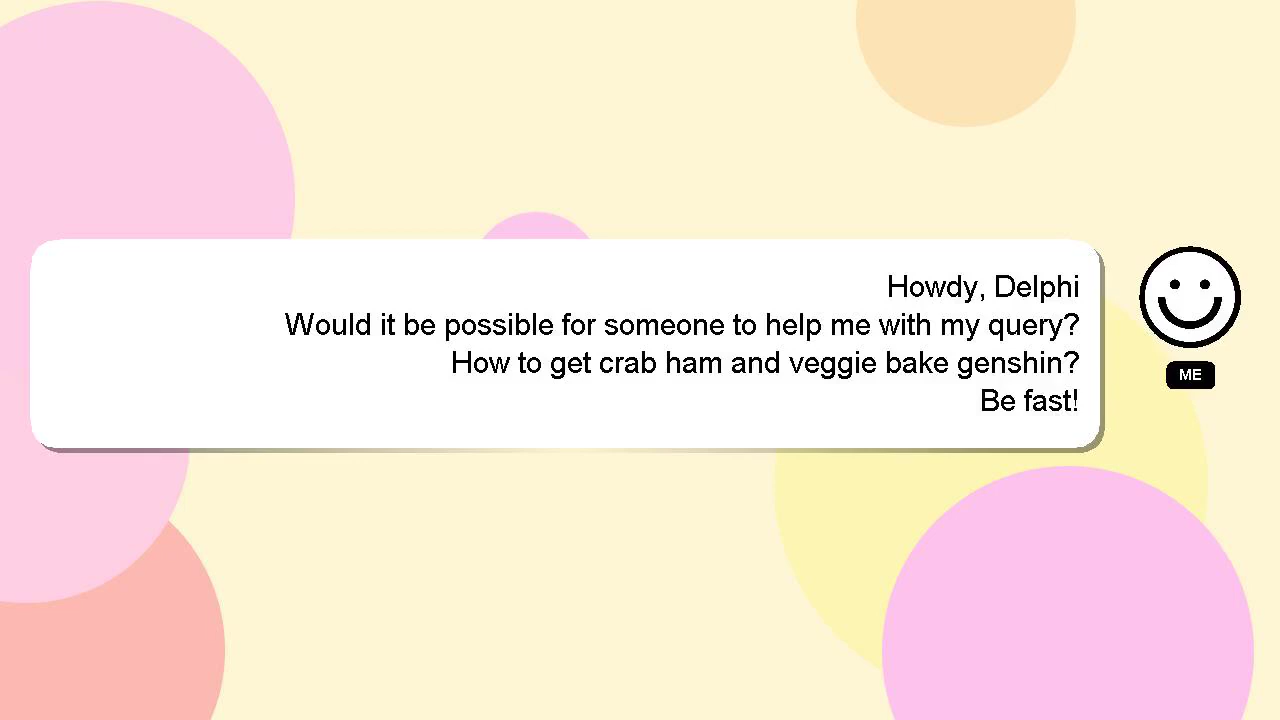 Howdy, Delphi
Would it be possible for someone to help me with my query?
How to get crab ham and veggie bake genshin?
Be fast!
ME